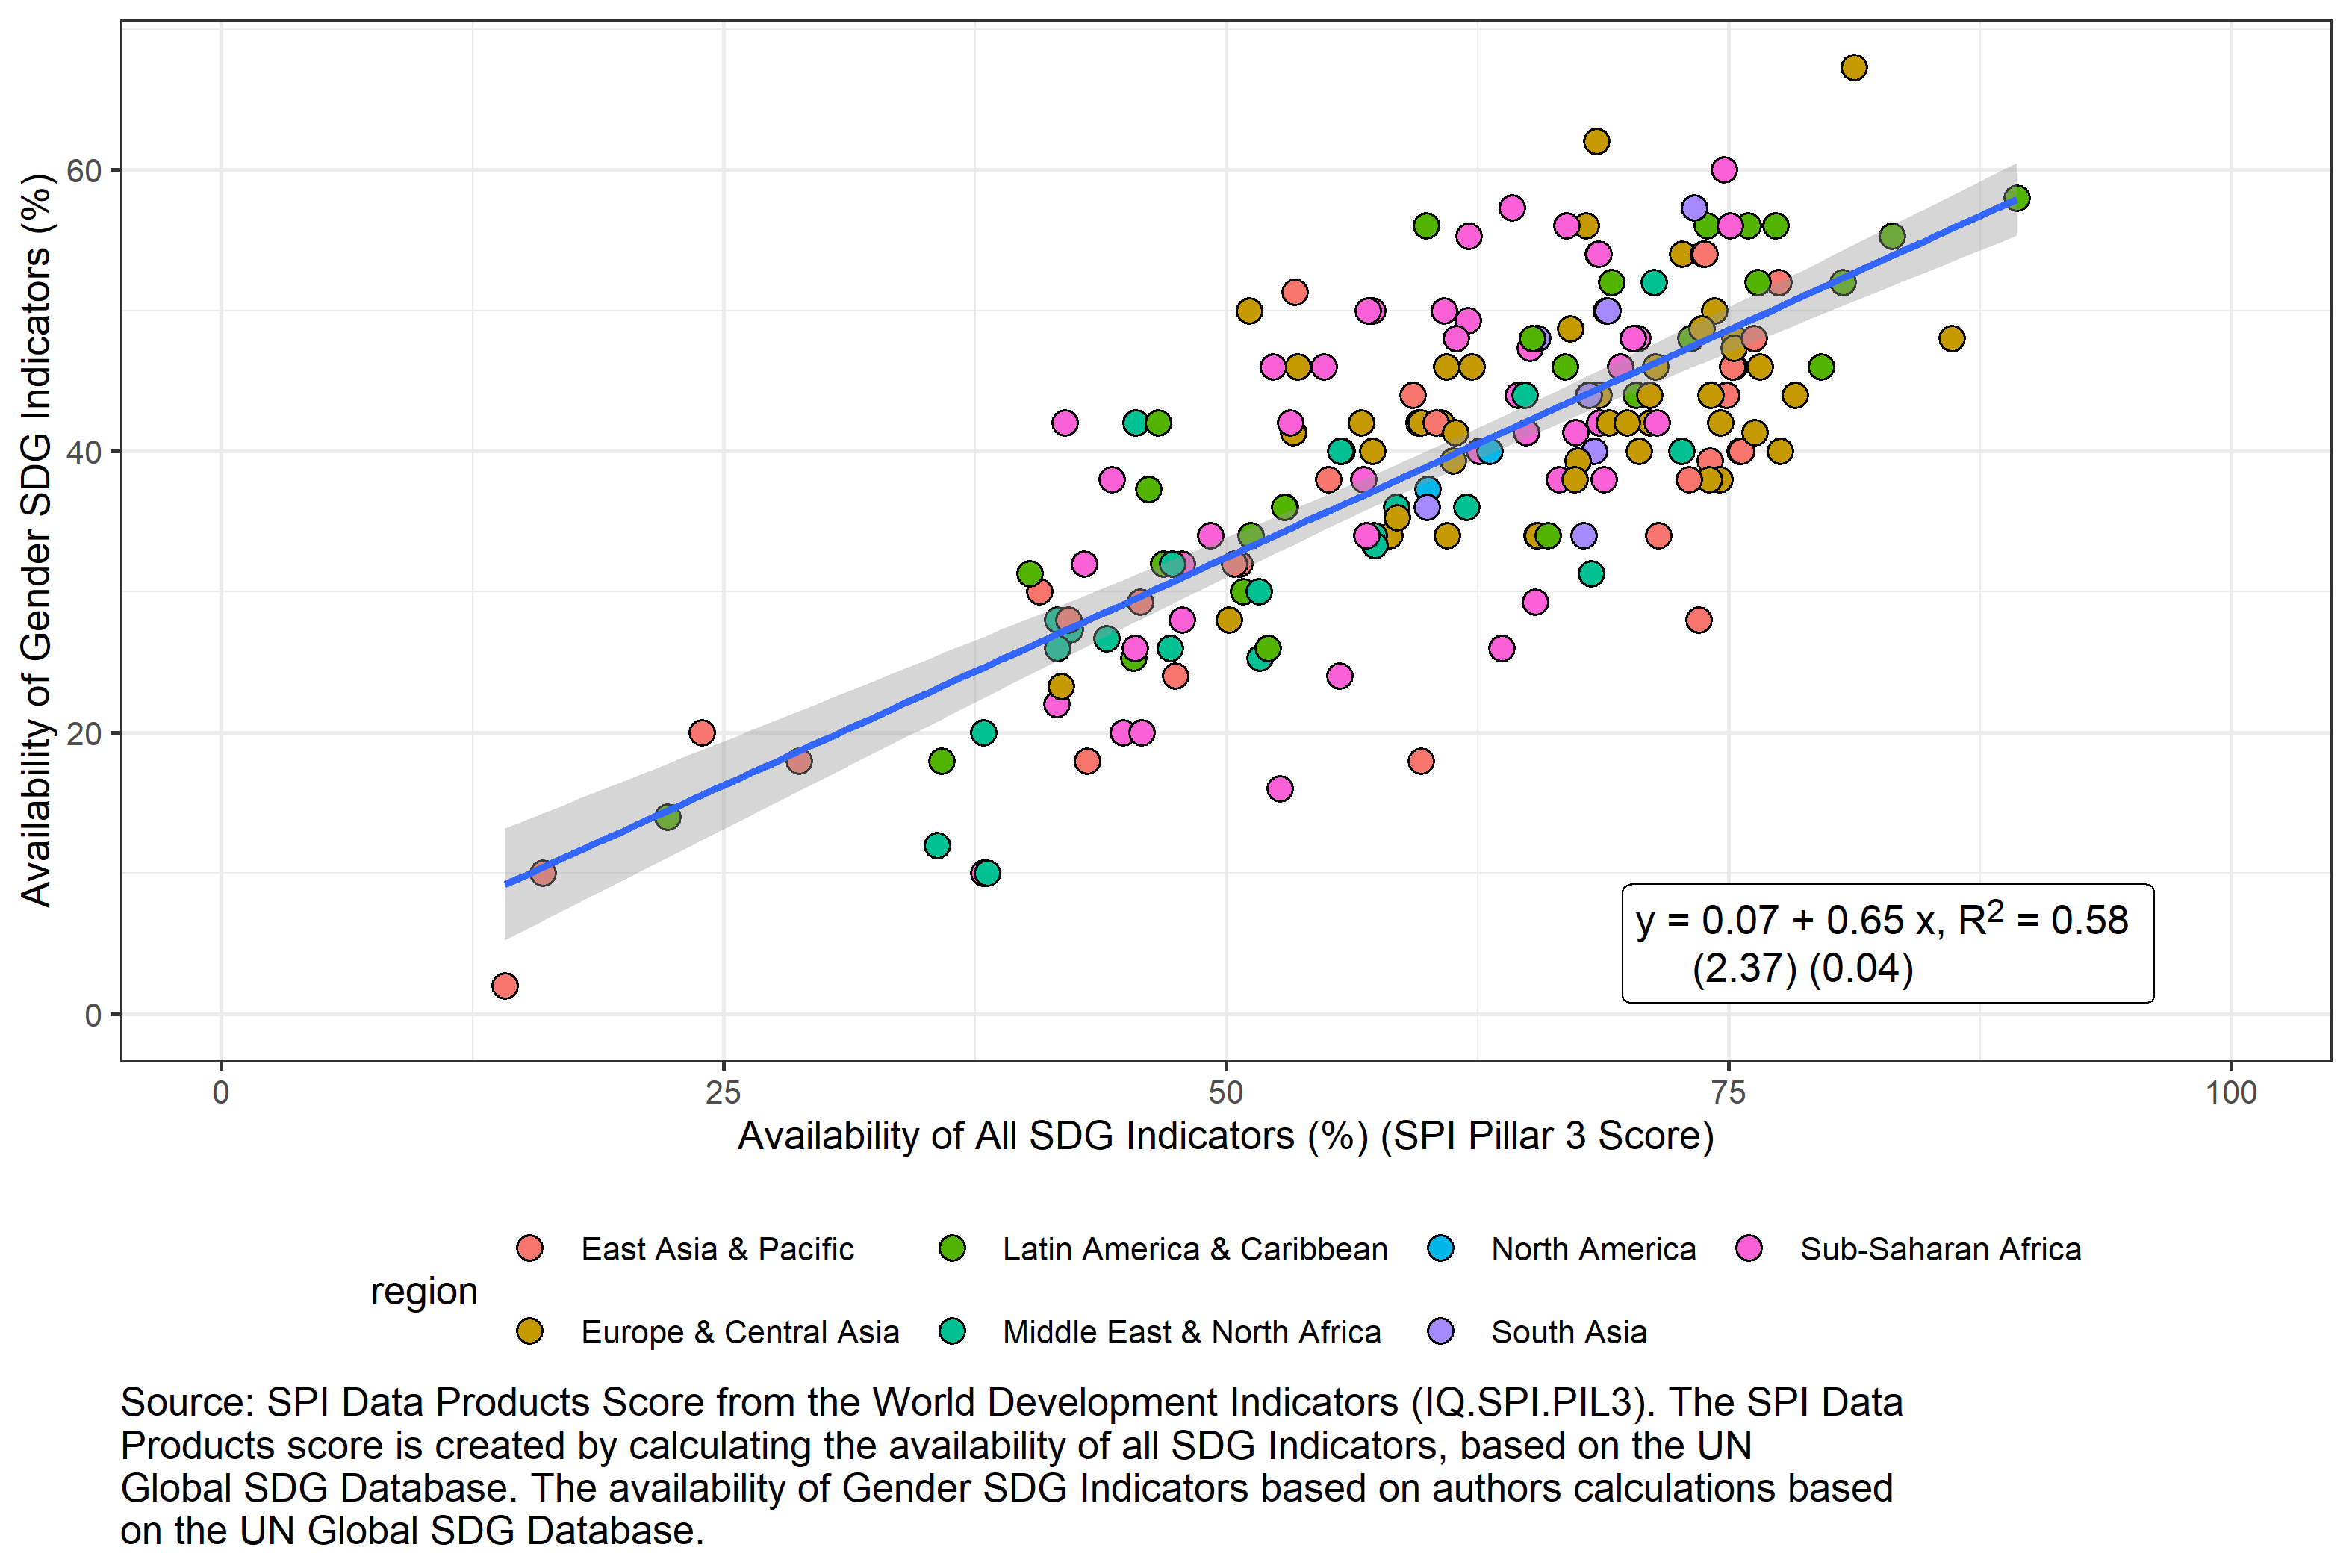 Availability of Gender SDG Indicators (%)
60
40
20
0
y = 0.07 + 0.65 x, R² = 0.58
(2.37) (0.04)
0 25 50 75 100
Availability of All SDG Indicators (%) (SPI Pillar 3 Score)
region
East Asia & Pacific Latin America & Caribbean North America Sub-Saharan Africa
Europe & Central Asia Middle East & North Africa South Asia
Source: SPI Data Products Score from the World Development Indicators (IQ.SPI.PIL3). The SPI Data
Products score is created by calculating the availability of all SDG Indicators, based on the UN
Global SDG Database. The availability of Gender SDG Indicators based on authors calculations based
on the UN Global SDG Database.